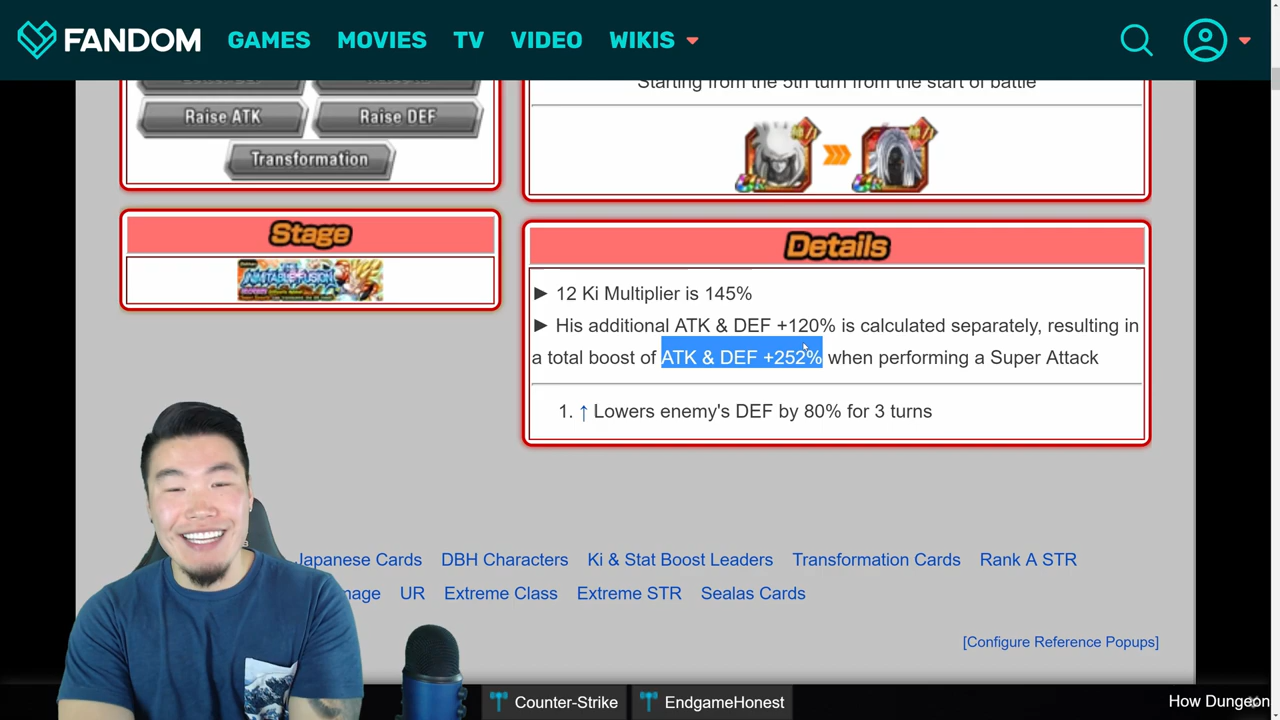 FANDOM GAMES MOVIES TV VIDEO WIKIS
Starting from the 5th turn from the start of battle
Raise ATK Raise DEF
Transformation
Stage
FUSION
Details
► 12 Ki Multiplier is 145%
► His additional ATK & DEF +120% is calculated separately, resulting in
a total boost of ATK & DEF +252% when performing a Super Attack
1. ↑ Lowers enemy's DEF by 80% for 3 turns
Japanese Cards DBH Characters Ki & Stat Boost Leaders Transformation Cards Rank A STR
UR Extreme Class Extreme STR Sealas Cards
[Configure Reference Popups]
Counter-Strike EndgameHonest How Dungeon